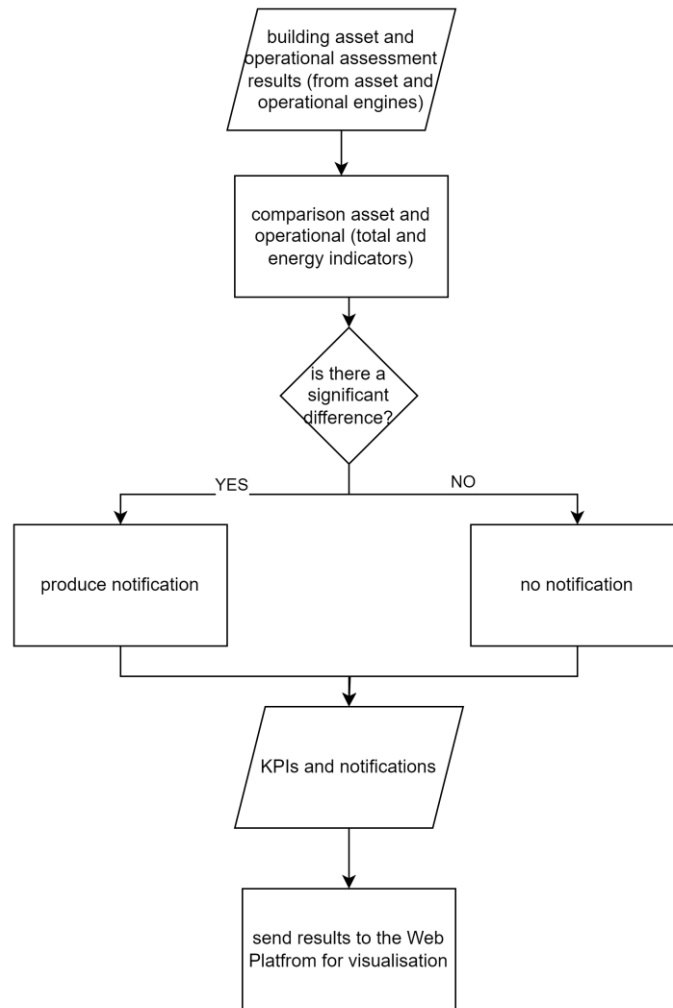 building asset and
operational assessment
results (from asset and
operational engines)
comparison asset and
operational (total and
energy indicators)
is there a
significant
difference?
YES
NO
produce notification
no notification
KPIs and notifications
send results to the Web
Platfrom for visualisation